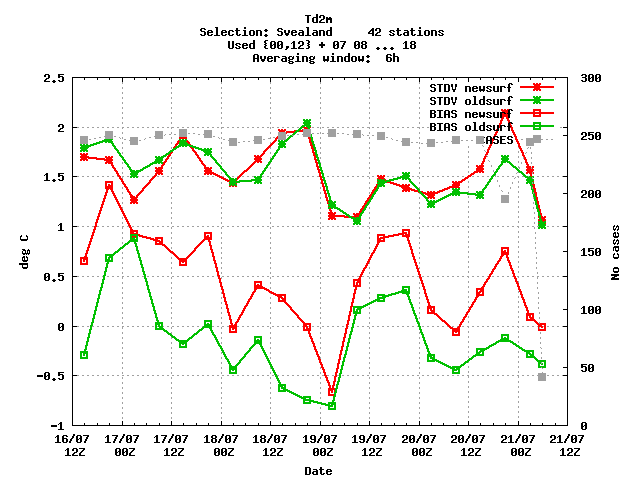 Td2m
Selection: Svealand     42 stations
Used {00,12} + 07 08 ... 18
Averaging window:  6h
STDV newsurf
STDV oldsurf
BIAS newsurf
BIAS oldsurf
2.5
2
1.5
1
0.5
0
-0.5
-1
deg C
300
250
200
150
100
50
0
No cases
16/07 17/07 17/07 18/07 18/07 19/07 19/07 20/07 20/07 21/07 21/07
12Z 00Z 12Z 00Z 12Z 00Z 12Z 00Z 12Z 00Z 12Z
Date